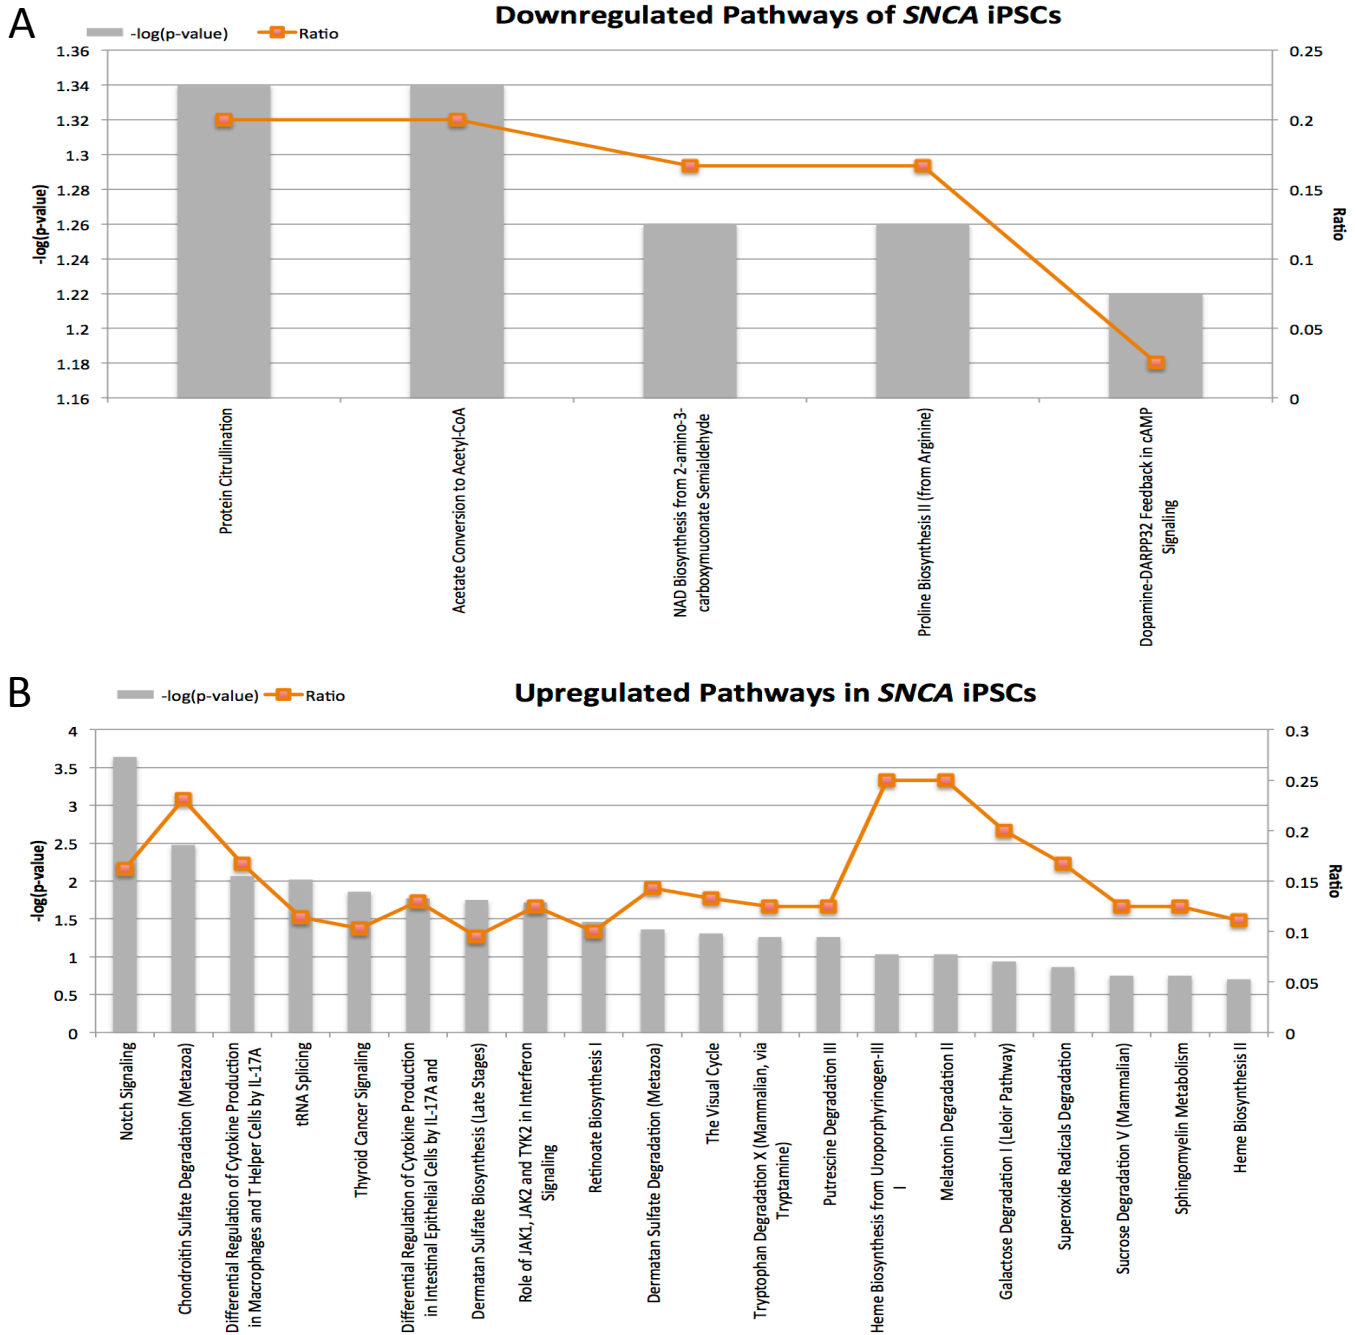 A
Downregulated Pathways of SNCA iPSCs
-log(p-value) Ratio
1.36
1.34
1.32
1.3
1.28
1.26
1.24
1.22
1.2
1.18
1.16
-log(p-value)
0.25
0.2
0.15
0.1
0.05
0
Ratio
Protein Citrullination
Acetate Conversion to Acetyl-CoA
NAD Biosynthesis from 2-amino-3-
carboxymuconate Semialdehyde
Proline Biosynthesis II (from Arginine)
Dopamine-DARPP32 Feedback in cAMP
Signaling
B
Upregulated Pathways in SNCA iPSCs
-log(p-value) Ratio
4
3.5
3
2.5
2
1.5
1
0.5
0
-log(p-value)
0.3
0.25
0.2
0.15
0.1
0.05
0
Ratio
Notch Signaling
Chondroitin Sulfate Degradation (Metazoa)
Differential Regulation of Cytokine Production
in Macrophages and T Helper Cells by IL-17A
tRNA Splicing
Thyroid Cancer Signaling
Differential Regulation of Cytokine Production
in Intestinal Epithelial Cells by IL-17A and
Dermatan Sulfate Biosynthesis (Late Stages)
Role of JAK1, JAK2 and TYK2 in Interferon
Signaling
Retinoate Biosynthesis I
Dermatan Sulfate Degradation (Metazoa)
The Visual Cycle
Tryptophan Degradation X (Mammalian, via
Tryptamine)
Putrescine Degradation III
Heme Biosynthesis from Uroporphyrinogen-III
I
Melatonin Degradation II
Galactose Degradation I (Leloir Pathway)
Superoxide Radicals Degradation
Sucrose Degradation V (Mammalian)
Sphingomyelin Metabolism
Heme Biosynthesis II